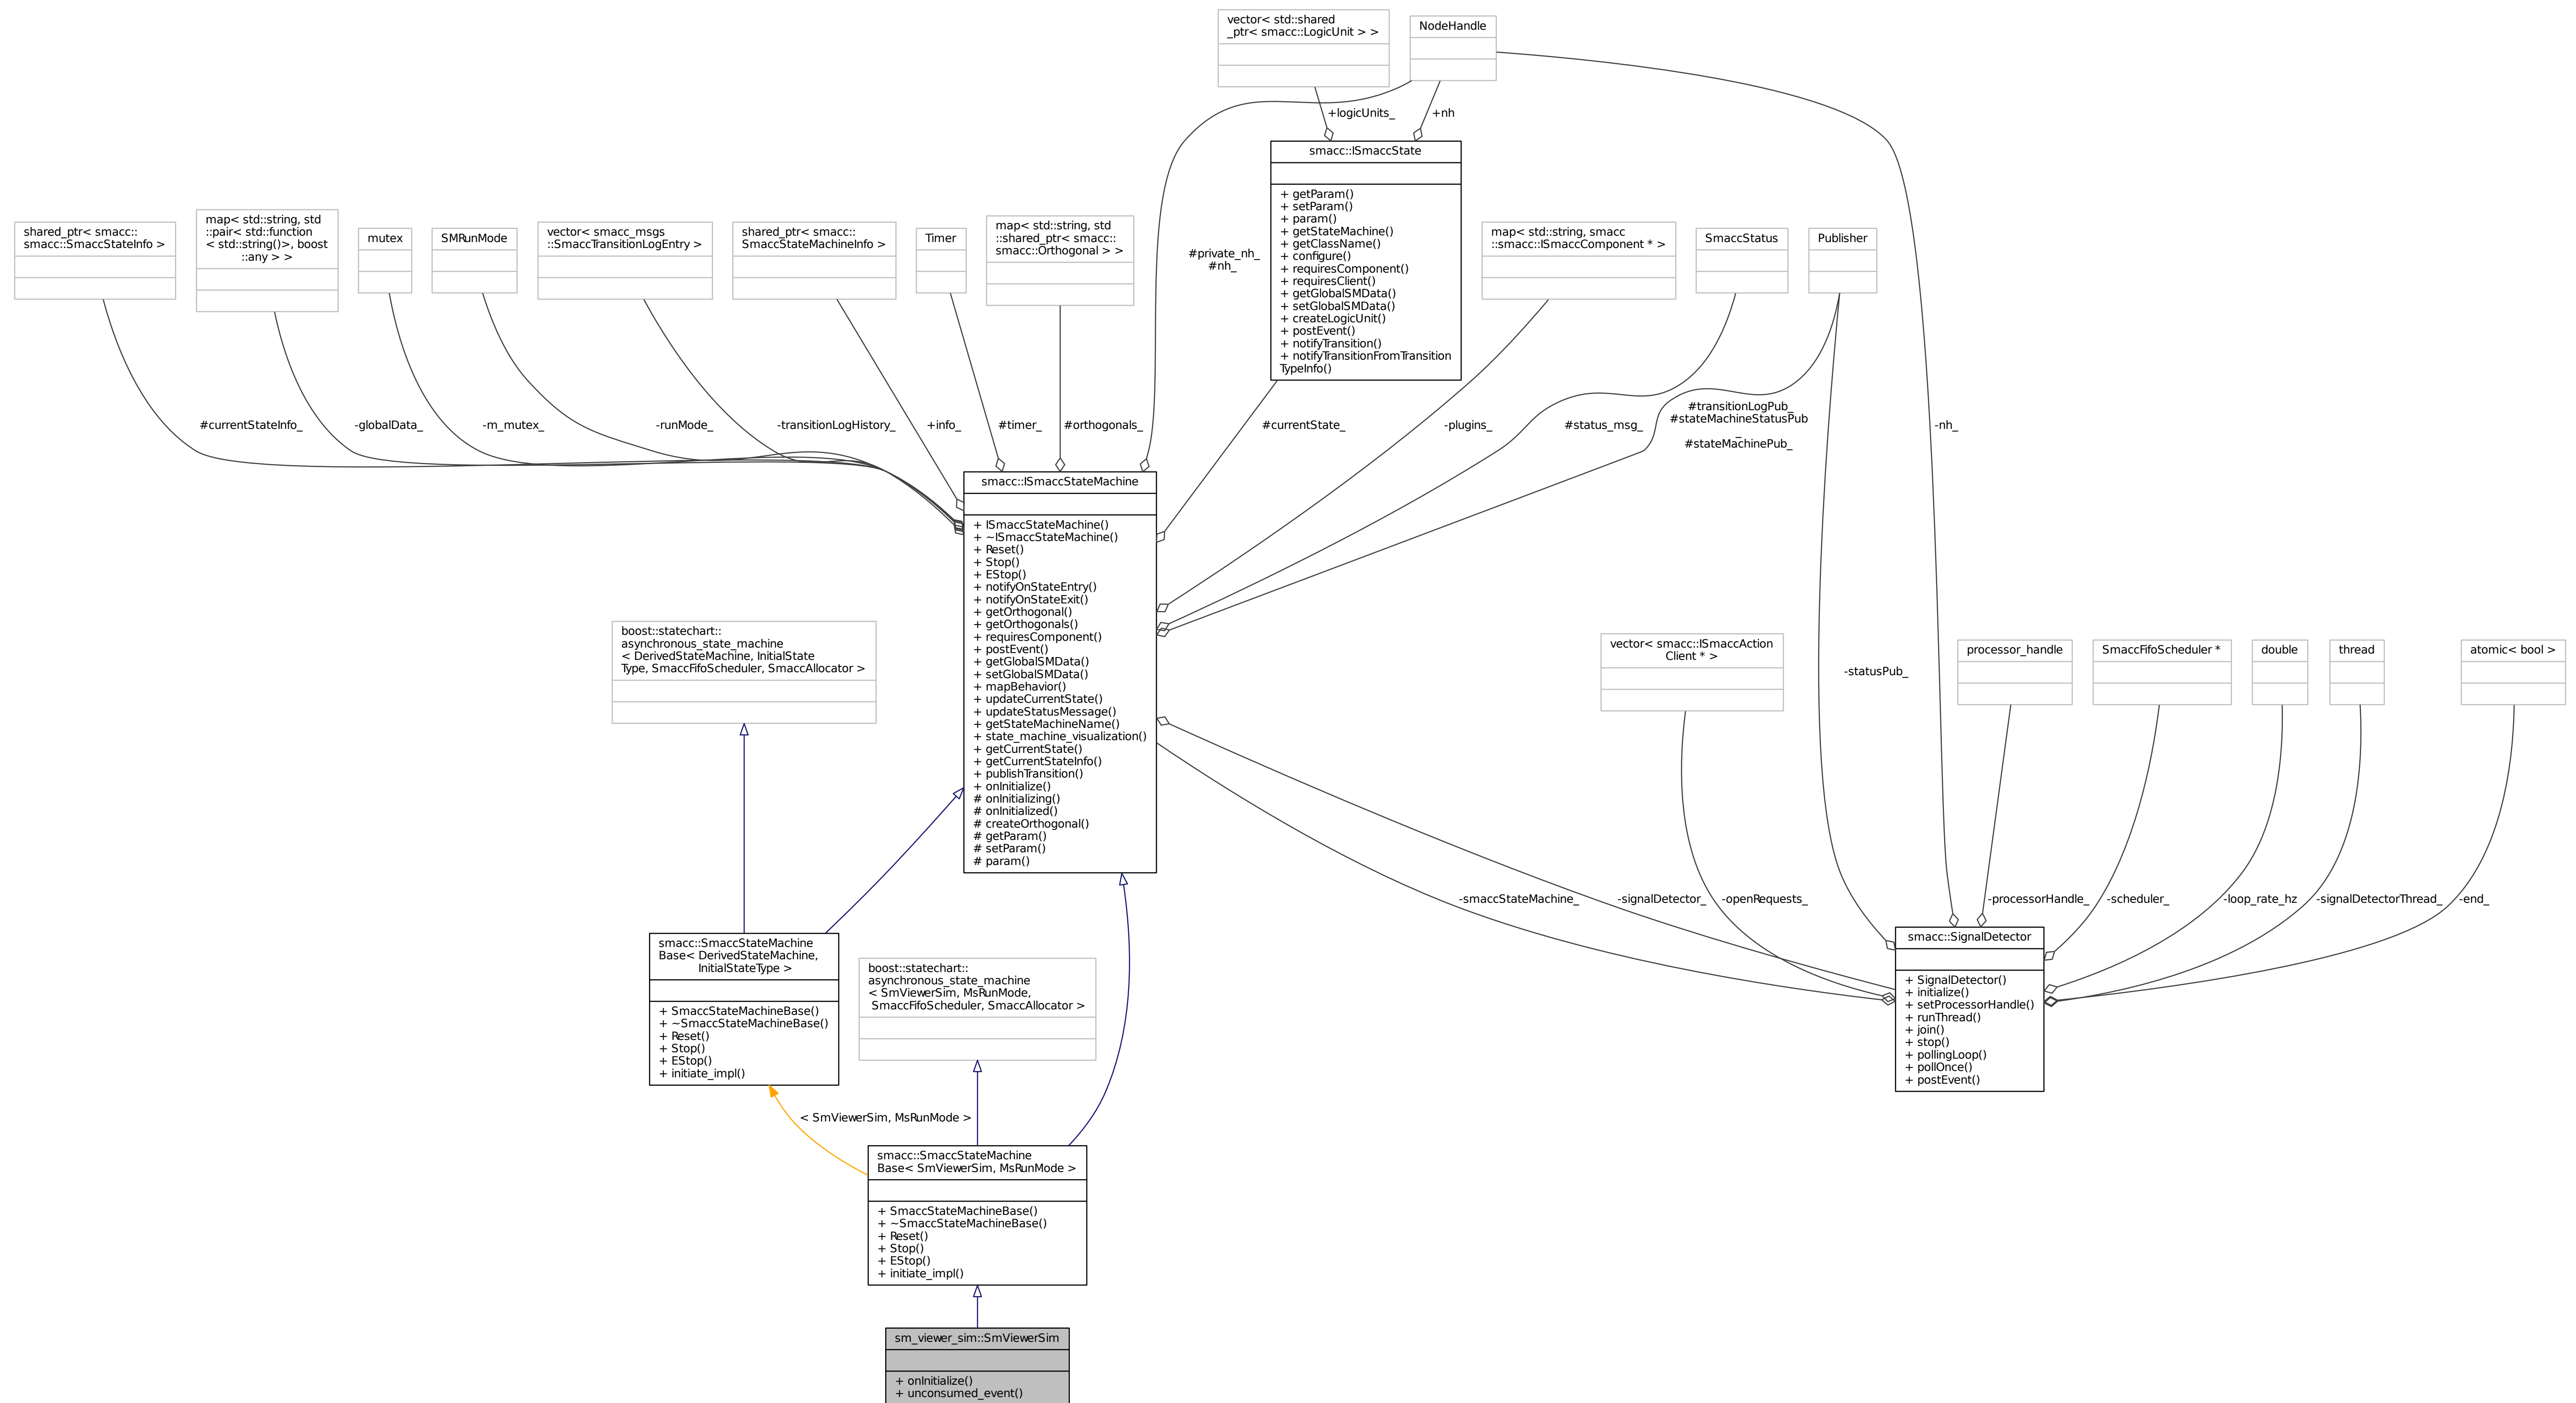 vector< std::shared
_ptr< smacc::LogicUnit > >
NodeHandle
+logicUnits_
+nh
smacc::ISmaccState
+ getParam()
+ setParam()
+ param()
+ getStateMachine()
+ getClassName()
+ configure()
+ requiresComponent()
+ requiresClient()
+ getGlobalSMData()
+ setGlobalSMData()
+ createLogicUnit()
+ postEvent()
+ notifyTransition()
+ notifyTransitionFromTransition
TypeInfo()
shared_ptr< smacc::
smacc::SmaccStateInfo >
map< std::string, std
::pair< std::function
< std::string()>, boost
::any > >
mutex
SMRunMode
vector< smacc_msgs
::SmaccTransitionLogEntry >
shared_ptr< smacc::
SmaccStateMachineInfo >
Timer
map< std::string, std
::shared_ptr< smacc::
smacc::Orthogonal > >
#private_nh_
#nh_
map< std::string, smacc
::smacc::ISmaccComponent * >
SmaccStatus
Publisher
#currentStateInfo_
-globalData_
-m_mutex_
-runMode_
-transitionLogHistory_
+info_
#timer_
#orthogonals_
#currentState_
-plugins_
#status_msg_
#transitionLogPub_
#stateMachineStatusPub
_
#stateMachinePub_
-nh_
smacc::ISmaccStateMachine
+ ISmaccStateMachine()
+ ~ISmaccStateMachine()
+ Reset()
+ Stop()
+ EStop()
+ notifyOnStateEntry()
+ notifyOnStateExit()
+ getOrthogonal()
+ getOrthogonals()
+ requiresComponent()
+ postEvent()
+ getGlobalSMData()
+ setGlobalSMData()
+ mapBehavior()
+ updateCurrentState()
+ updateStatusMessage()
+ getStateMachineName()
+ state_machine_visualization()
+ getCurrentState()
+ getCurrentStateInfo()
+ publishTransition()
+ onInitialize()
# onInitializing()
# onInitialized()
# createOrthogonal()
# getParam()
# setParam()
# param()
boost::statechart::
asynchronous_state_machine
< DerivedStateMachine, InitialState
Type, SmaccFifoScheduler, SmaccAllocator >
vector< smacc::ISmaccAction
Client * >
-statusPub_
processor_handle
SmaccFifoScheduler *
double
thread
atomic< bool >
-smaccStateMachine_
-signalDetector_
-openRequests_
-processorHandle_
-scheduler_
-loop_rate_hz
-signalDetectorThread_
-end_
smacc::SignalDetector
+ SignalDetector()
+ initialize()
+ setProcessorHandle()
+ runThread()
+ join()
+ stop()
+ pollingLoop()
+ pollOnce()
+ postEvent()
smacc::SmaccStateMachine
Base< DerivedStateMachine,
InitialStateType >
+ SmaccStateMachineBase()
+ ~SmaccStateMachineBase()
+ Reset()
+ Stop()
+ EStop()
+ initiate_impl()
boost::statechart::
asynchronous_state_machine
< SmViewerSim, MsRunMode,
SmaccFifoScheduler, SmaccAllocator >
< SmViewerSim, MsRunMode >
smacc::SmaccStateMachine
Base< SmViewerSim, MsRunMode >
+ SmaccStateMachineBase()
+ ~SmaccStateMachineBase()
+ Reset()
+ Stop()
+ EStop()
+ initiate_impl()
sm_viewer_sim::SmViewerSim
+ onInitialize()
+ unconsumed_event()